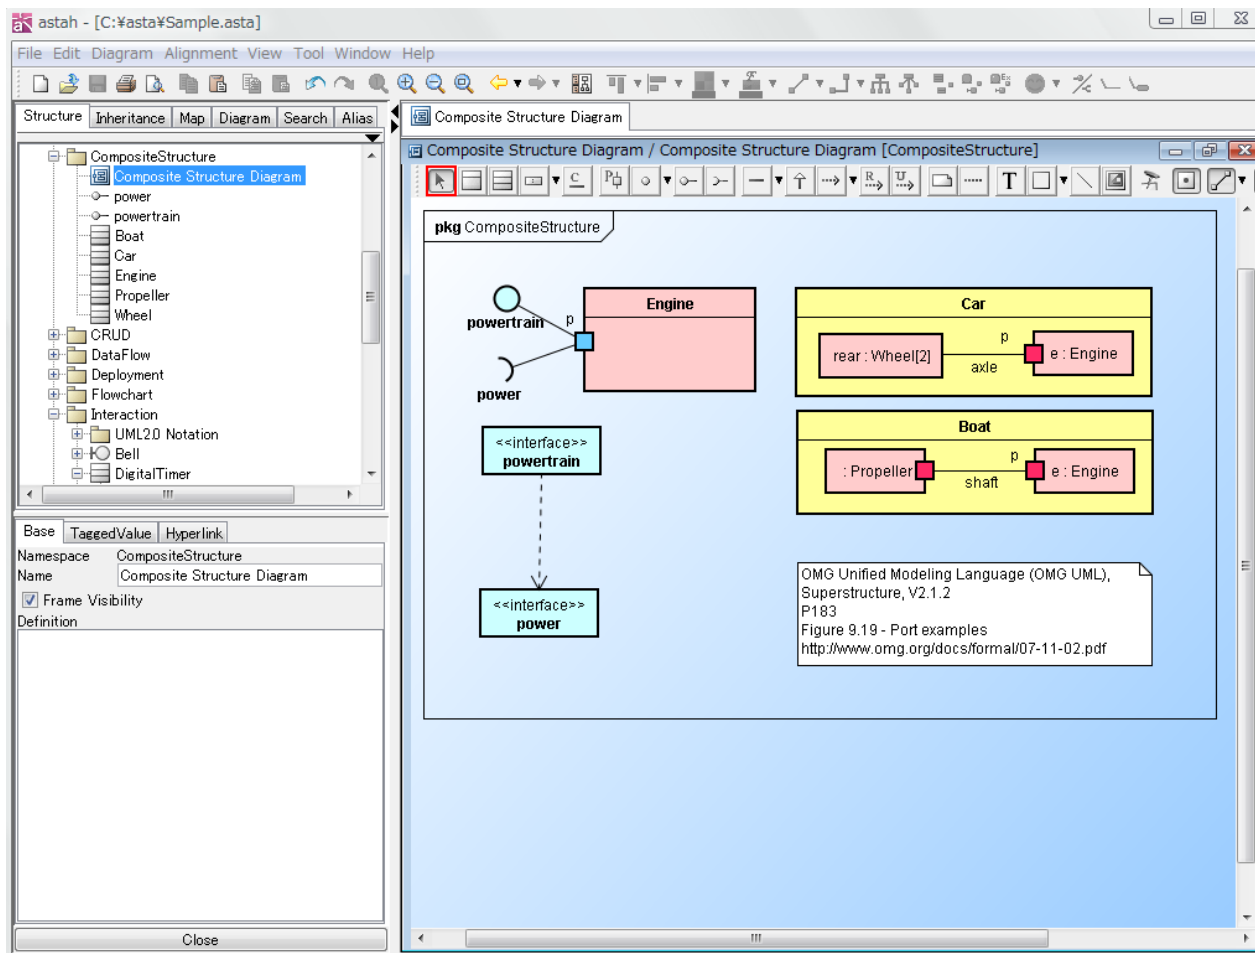 astah - [C:¥asta¥Sample.asta]
File Edit Diagram Alignment View Tool Window Help
Structure Inheritance Map Diagram Search Alias
CompositeStructure
Composite Structure Diagram
power
powertrain
Boat
Car
Engine
Propeller
Wheel
CRUD
DataFlow
Deployment
Flowchart
Interaction
UML2.0 Notation
Bell
DigitalTimer
Base TaggedValue Hyperlink
Namespace CompositeStructure
Name Composite Structure Diagram
Frame Visibility
Definition
Close
Composite Structure Diagram
Composite Structure Diagram / Composite Structure Diagram [CompositeStructure]
pkg CompositeStructure
powertrain
p
power
Engine
<<interface>>
powertrain
<<interface>>
power
Car
rear : Wheel[2]
p
axle
e : Engine
Boat
: Propeller
p
shaft
e : Engine
OMG Unified Modeling Language (OMG UML),
Superstructure, V2.1.2
P183
Figure 9.19 - Port examples
http://www.omg.org/docs/formal/07-11-02.pdf